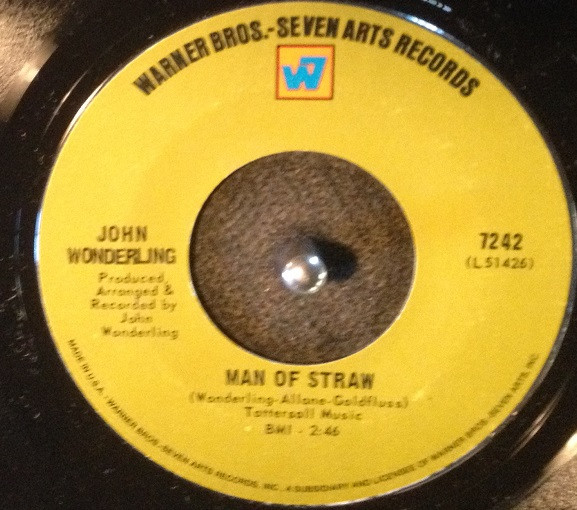 WARNER BROS.-SEVEN ARTS RECORDS
W7
JOHN
WONDERLING
Produced,
Arranged &
Recorded by
John
Wonderling
7242
(L 51426)
MAN OF STRAW
(Wonderling-Allane-Goldfluss)
Tattersall Music
BMI - 2:46
MADE IN U.S.A. - WARNER BROS.-SEVEN ARTS RECORDS, INC., A SUBSIDIARY AND LICENSEE OF WARNER BROS.-SEVEN ARTS INC.